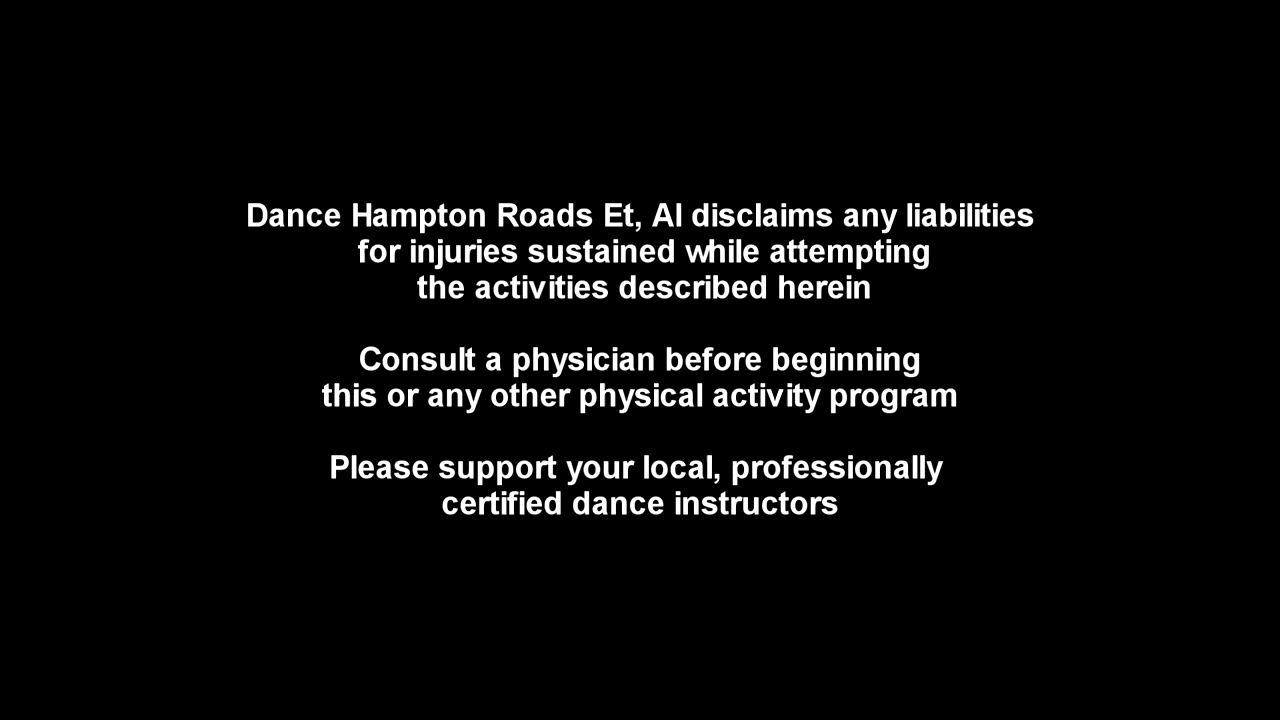 Dance Hampton Roads Et, Al disclaims any liabilities
for injuries sustained while attempting
the activities described herein
Consult a physician before beginning
this or any other physical activity program
Please support your local, professionally
certified dance instructors